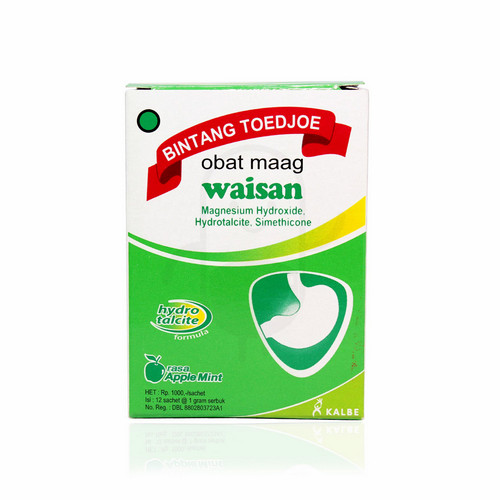 BINTANG TOEDJOE
obat maag
waisan
Magnesium Hydroxide,
Hydrotalcite, Simethicone
hydro
talcite
formula
rasa
Apple Mint
HET : Rp. 1000,-/sachet
Isi : 12 sachet @ 1 gram serbuk
No. Reg. : DBL 8802803723A1
KALBE